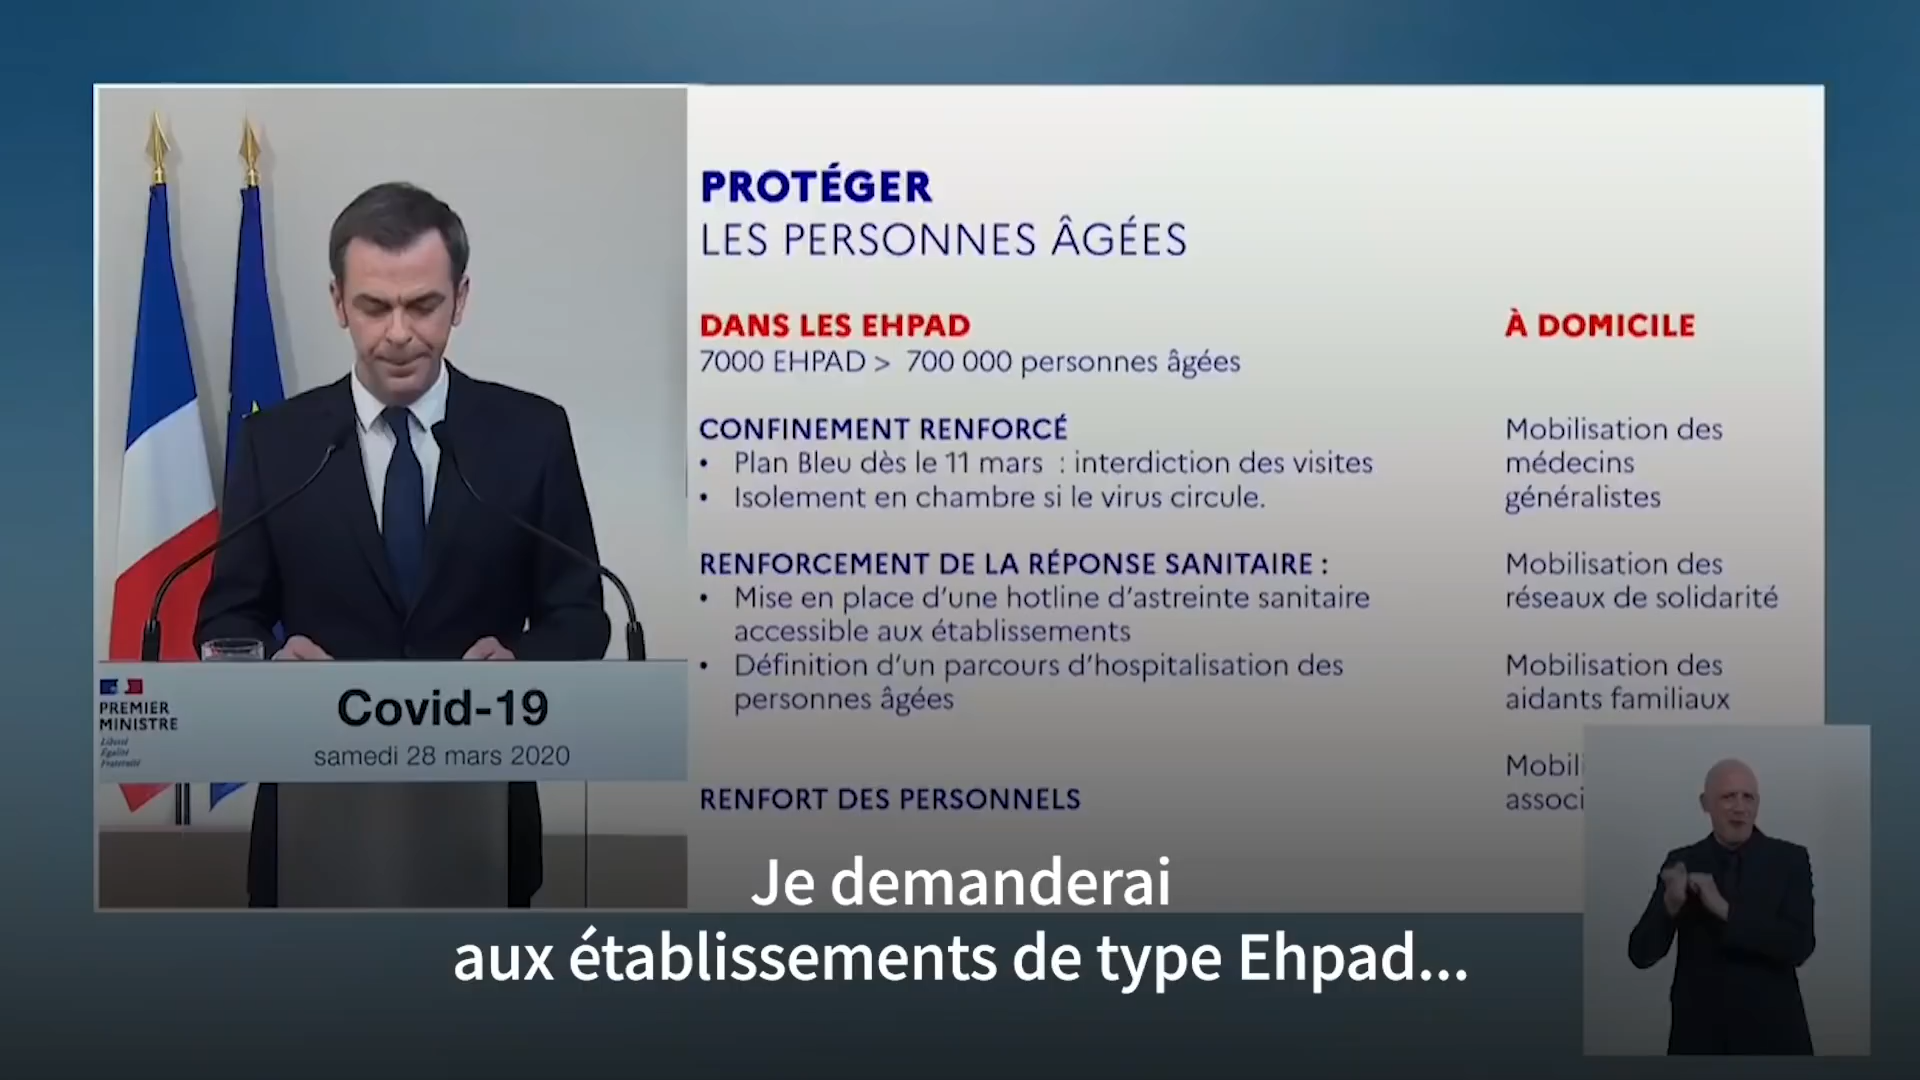 PROTÉGER
LES PERSONNES ÂGÉES
DANS LES EHPAD
7000 EHPAD > 700 000 personnes âgées
CONFINEMENT RENFORCÉ
• Plan Bleu dès le 11 mars : interdiction des visites
• Isolement en chambre si le virus circule.
RENFORCEMENT DE LA RÉPONSE SANITAIRE :
• Mise en place d'une hotline d'astreinte sanitaire
accessible aux établissements
• Définition d'un parcours d'hospitalisation des
personnes âgées
RENFORT DES PERSONNELS
À DOMICILE
Mobilisation des
médecins
généralistes
Mobilisation des
réseaux de solidarité
Mobilisation des
aidants familiaux
Mobili
associ
PREMIER
MINISTRE
Liberté
Égalité
Fraternité
Covid-19
samedi 28 mars 2020
Je demanderai
aux établissements de type Ehpad...